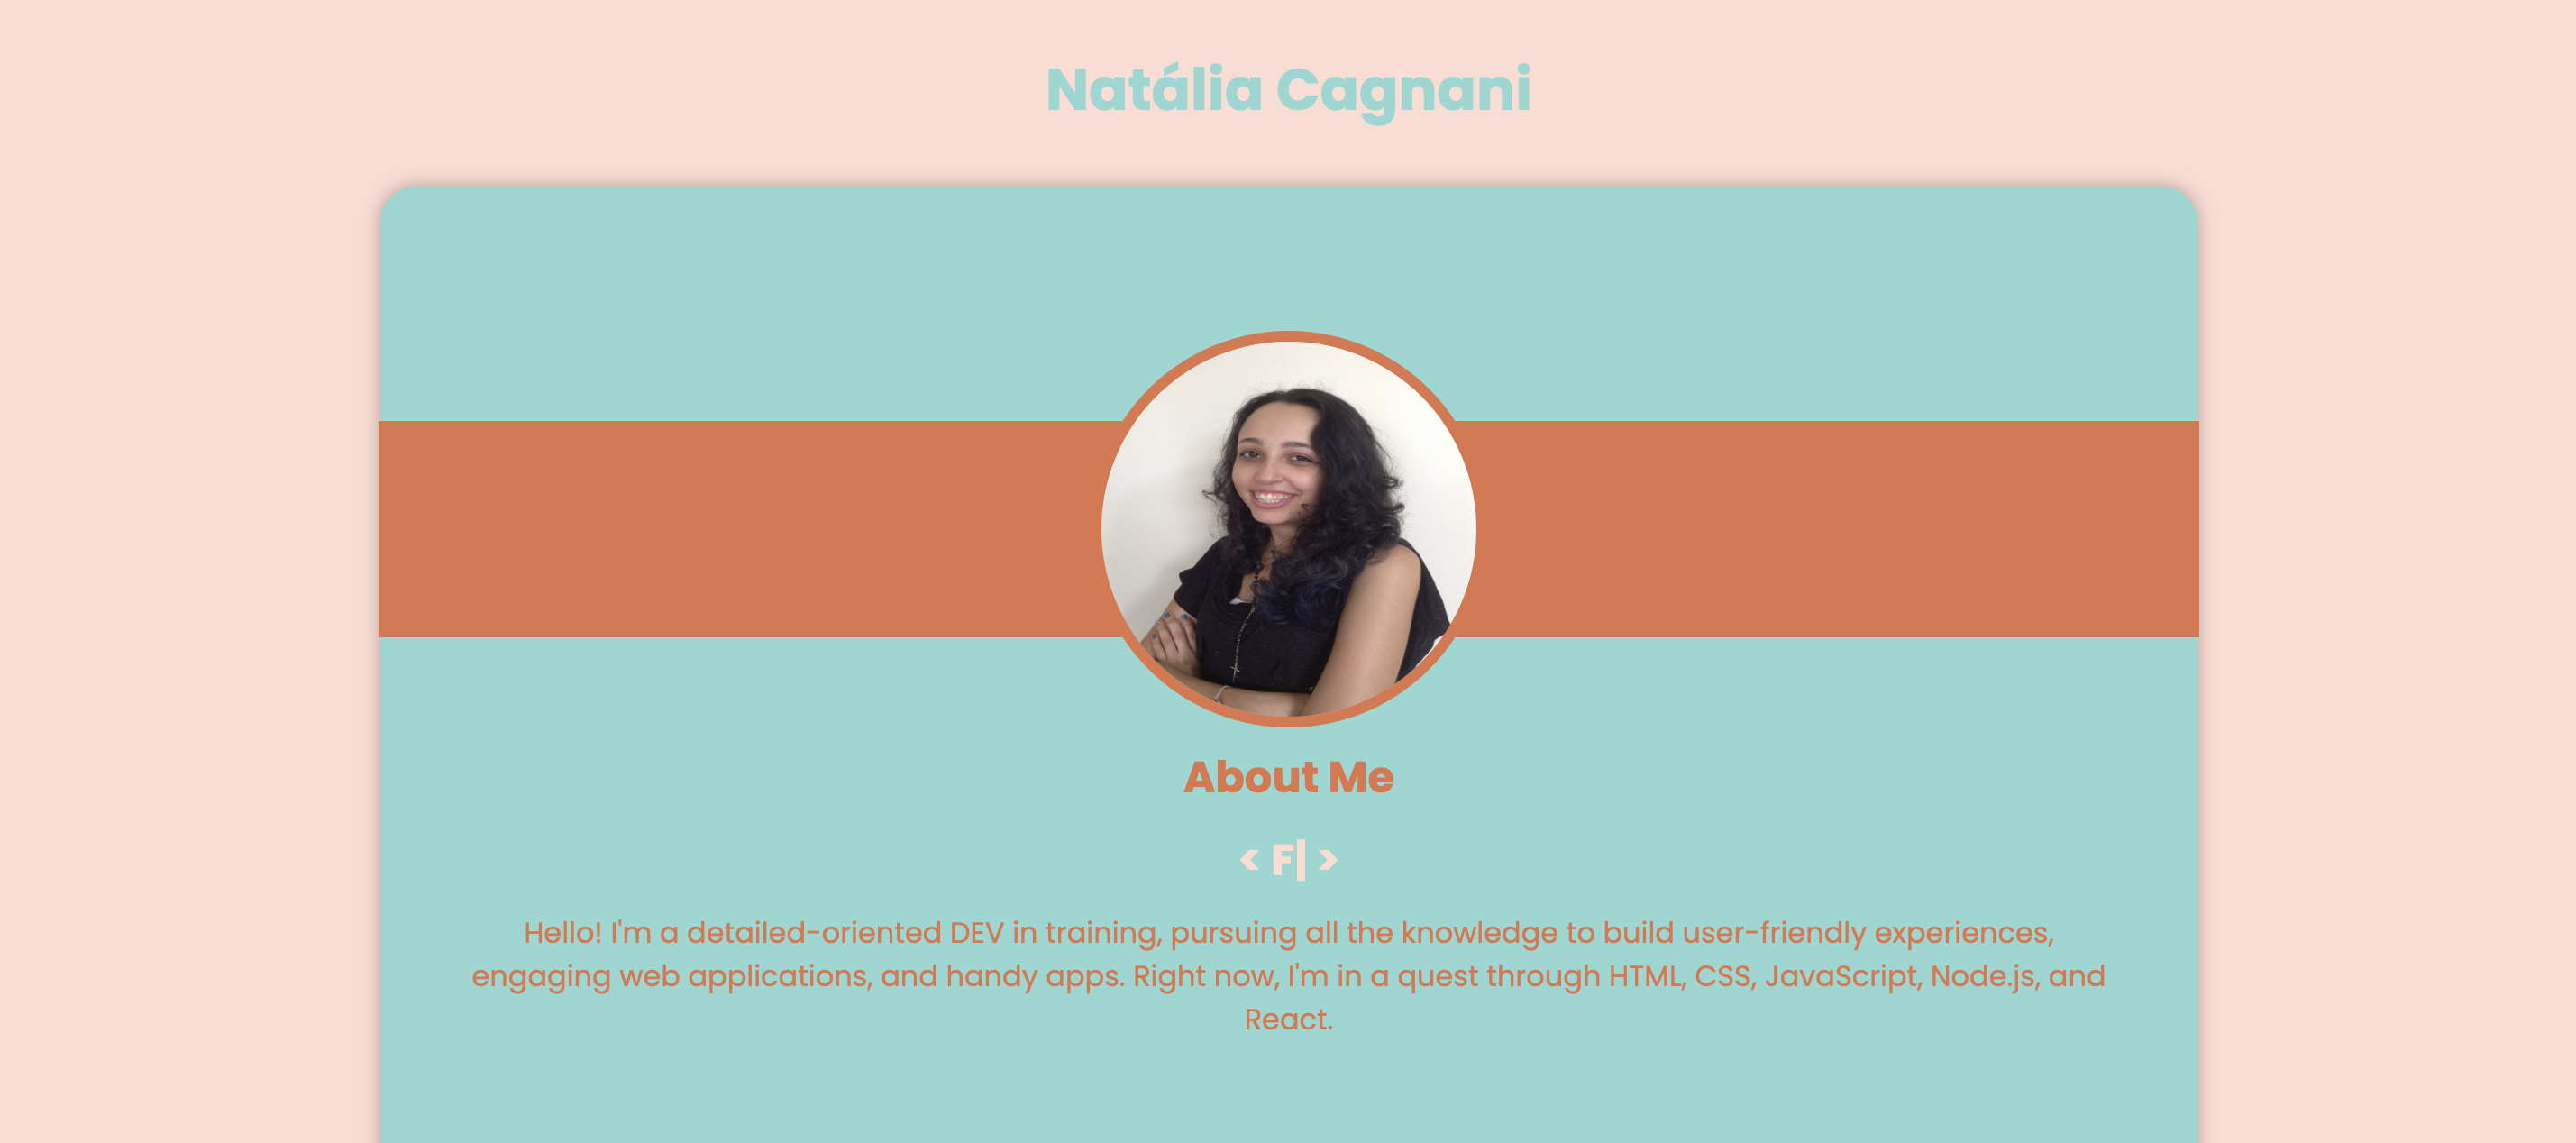 Natália Cagnani
About Me
< F| >
Hello! I'm a detailed-oriented DEV in training, pursuing all the knowledge to build user-friendly experiences,
engaging web applications, and handy apps. Right now, I'm in a quest through HTML, CSS, JavaScript, Node.js, and
React.